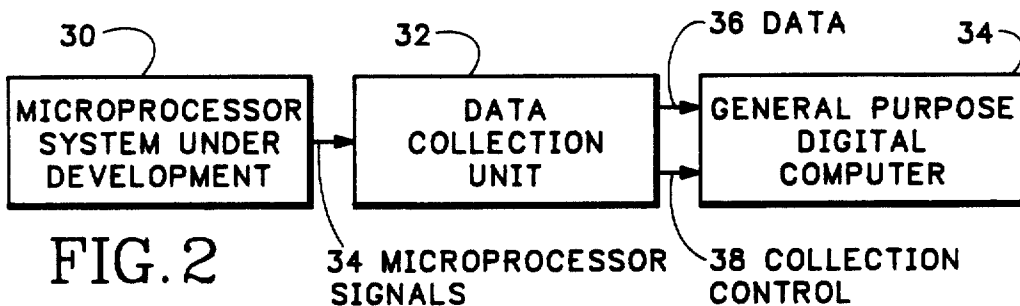 30
32
36 DATA
34
MICROPROCESSOR
SYSTEM UNDER
DEVELOPMENT
DATA
COLLECTION
UNIT
GENERAL PURPOSE
DIGITAL
COMPUTER
FIG. 2
34 MICROPROCESSOR
SIGNALS
38 COLLECTION
CONTROL